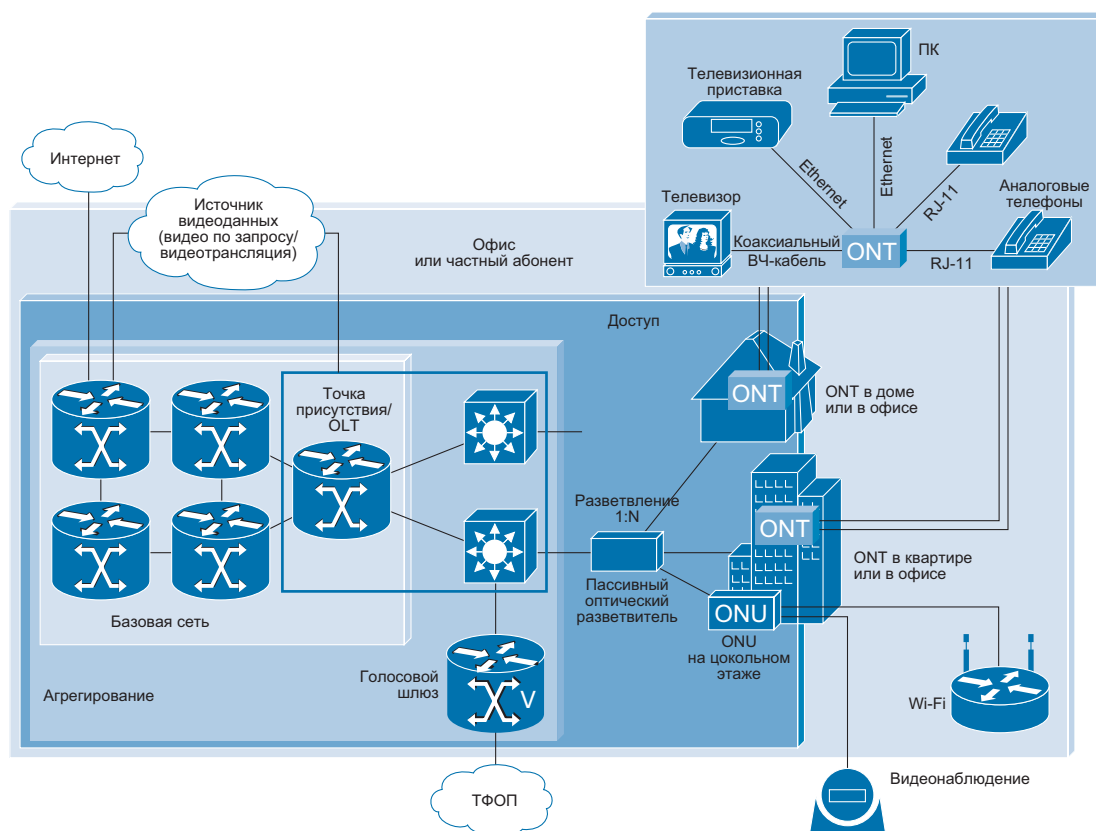 ПК
Телевизионная
приставка
Интернет
Ethernet
Ethernet
RJ-11
Аналоговые
телефоны
Источник
видеоданных
(видео по запросу/
видеотрансляция)
Телевизор
Коаксиальный
ВЧ-кабель
ONT
RJ-11
Офис
или частный абонент
Доступ
Точка
присутствия/
OLT
ONT
ONT в доме
или в офисе
Разветвление
1:N
ONT
ONT в квартире
или в офисе
Пассивный
оптический
разветвитель
ONU
ONU
на цокольном
этаже
Базовая сеть
Агрегирование
Голосовой
шлюз
V
Wi-Fi
ТФОП
Видеонаблюдение